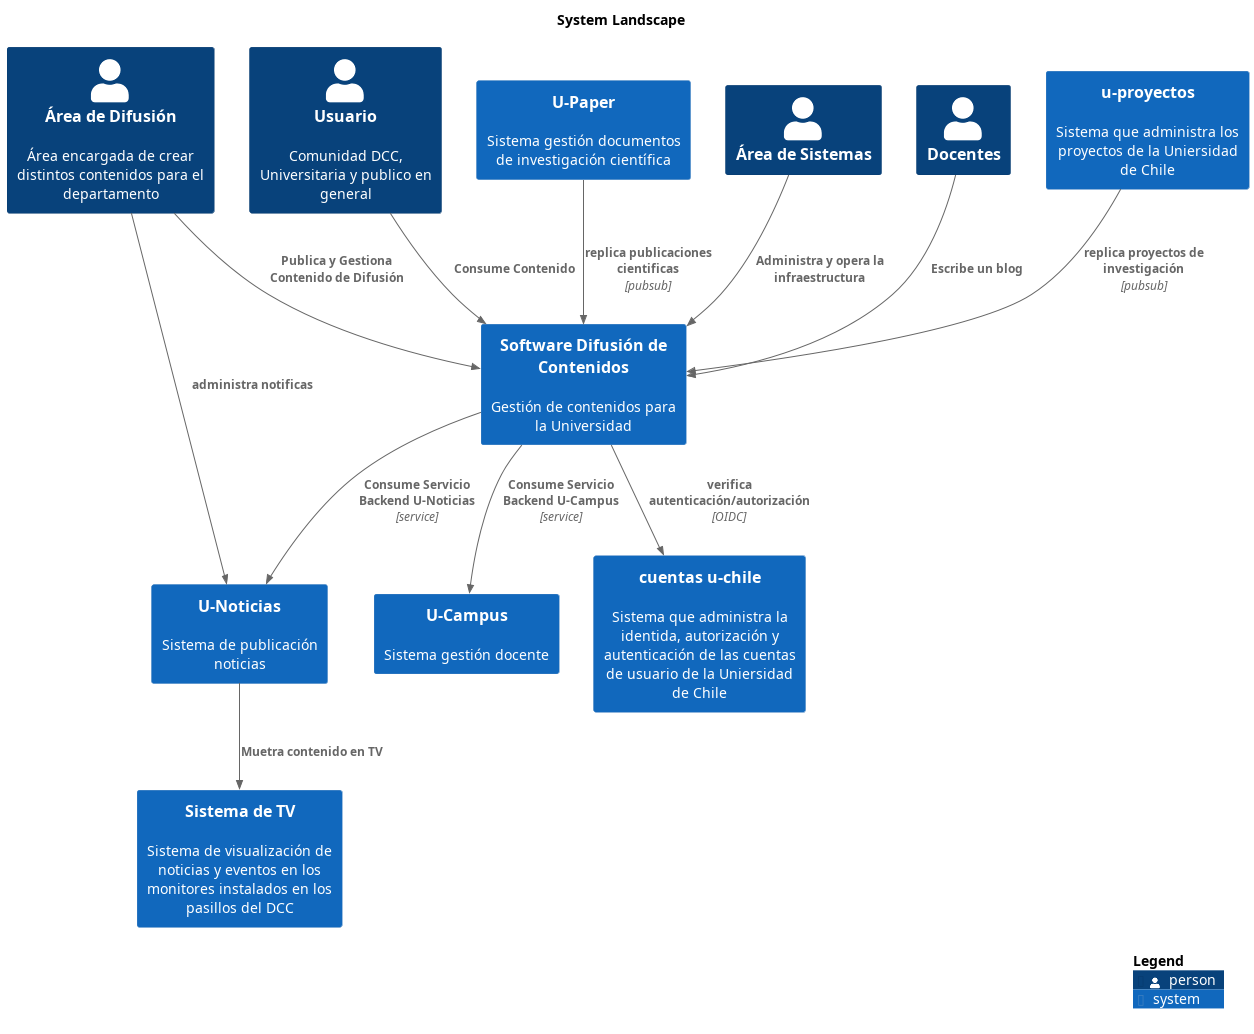 System Landscape
Área de Difusión
Área encargada de crear
distintos contenidos para el
departamento
Usuario
Comunidad DCC,
Universitaria y publico en
general
U-Paper
Sistema gestión documentos
de investigación científica
Área de Sistemas
Docentes
u-proyectos
Sistema que administra los
proyectos de la Uniersidad
de Chile
Publica y Gestiona
Contenido de Difusión
Consume Contenido
replica publicaciones
cientificas
[pubsub]
Administra y opera la
infraestructura
Escribe un blog
replica proyectos de
investigación
[pubsub]
Software Difusión de
Contenidos
Gestión de contenidos para
la Universidad
administra notificas
Consume Servicio
Backend U-Noticias
[service]
Consume Servicio
Backend U-Campus
[service]
verifica
autenticación/autorización
[OIDC]
U-Noticias
Sistema de publicación
noticias
U-Campus
Sistema gestión docente
cuentas u-chile
Sistema que administra la
identida, autorización y
autenticación de las cuentas
de usuario de la Uniersidad
de Chile
Muetra contenido en TV
Sistema de TV
Sistema de visualización de
noticias y eventos en los
monitores instalados en los
pasillos del DCC
Legend
person
system